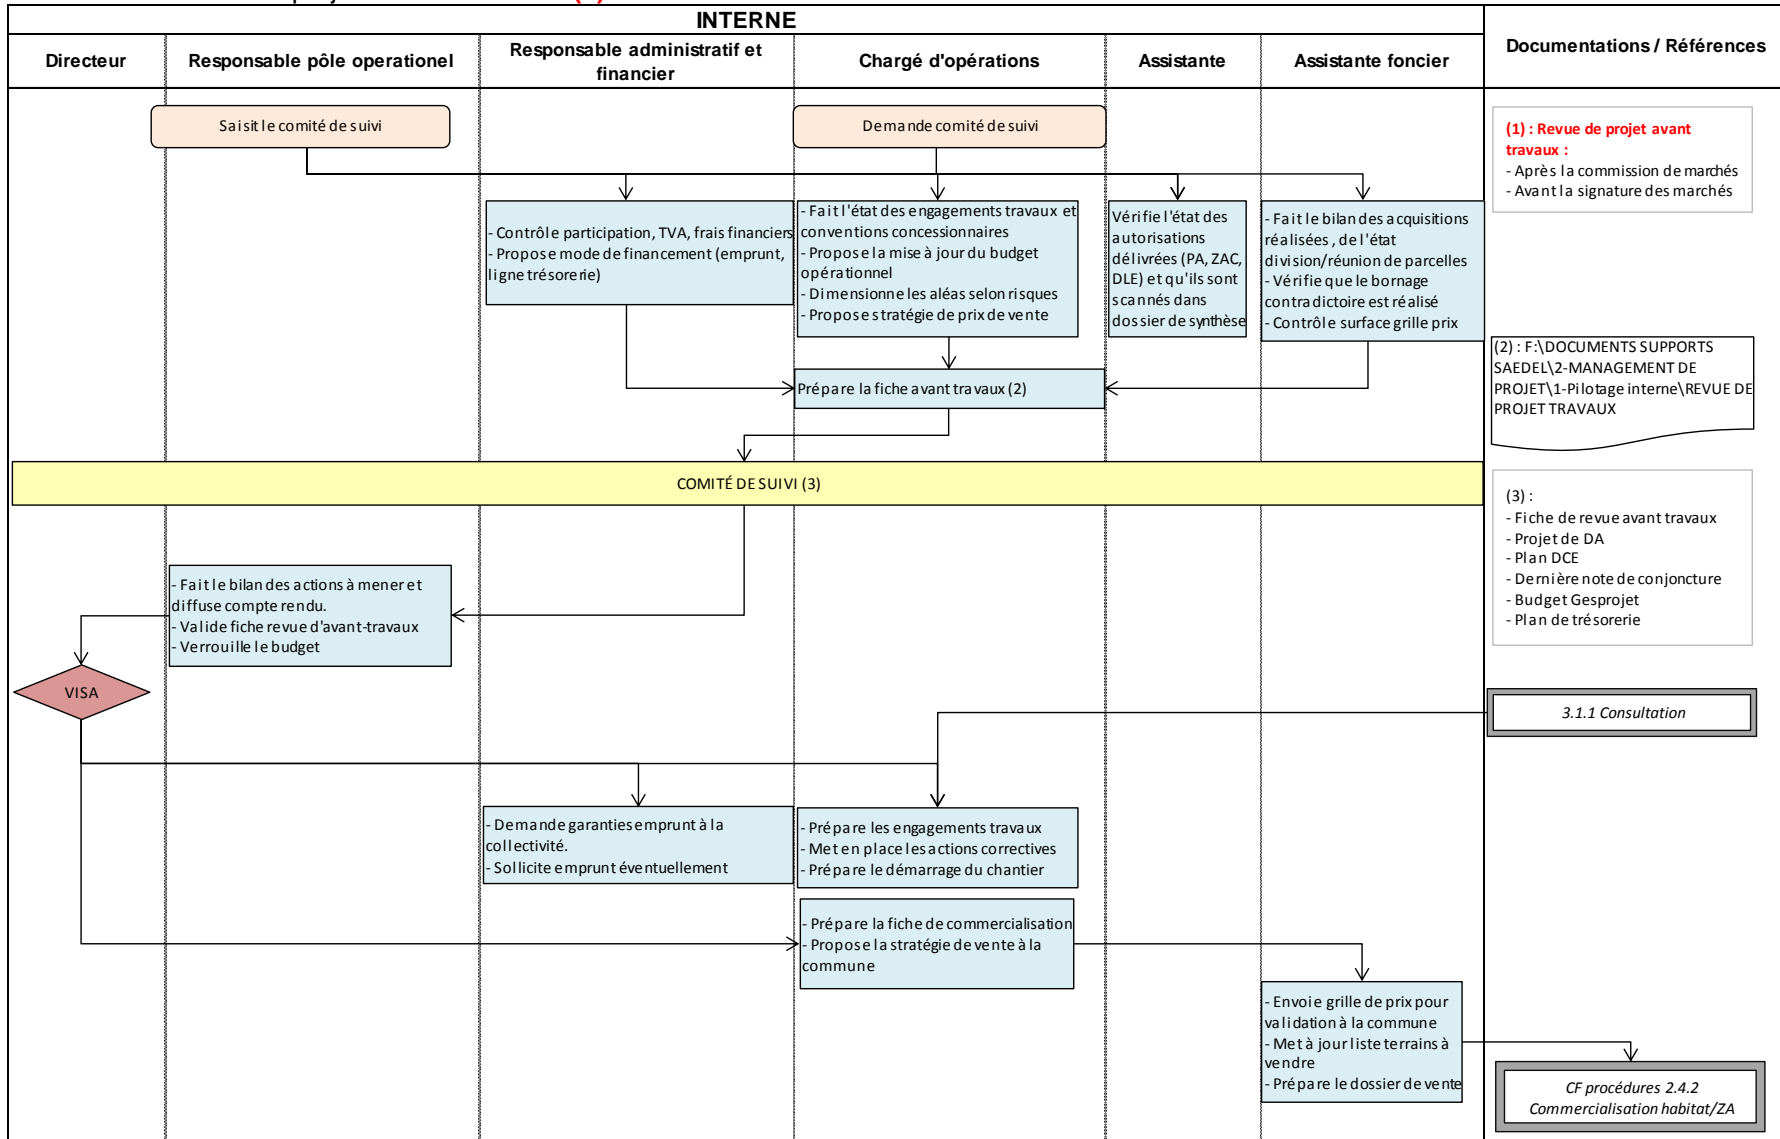 INTERNE
Directeur
Responsable pôle operationel
Responsable administratif et
financier
Chargé d'opérations
Assistante
Assistante foncier
Documentations / Références
Saisit le comité de suivi
Demande comité de suivi
(1) : Revue de projet avant
travaux :
- Après la commission de marchés
- Avant la signature des marchés
- Contrôle participation, TVA, frais financiers
- Propose mode de financement (emprunt,
ligne trésorerie)
- Fait l'état des engagements travaux et
conventions concessionnaires
- Propose la mise à jour du budget
opérationnel
- Dimensionne les aléas selon risques
- Propose stratégie de prix de vente
Vérifie l'état des
autorisations
délivrées (PA, ZAC,
DLE) et qu'ils sont
scannés dans
dossier de synthèse
- Fait le bilan des acquisitions
réalisées , de l'état
division/réunion de parcelles
- Vérifie que le bornage
contradictoire est réalisé
- Contrôle surface grille prix
(2) : F:\DOCUMENTS SUPPORTS
SAEDEL\2-MANAGEMENT DE
PROJET\1-Pilotage interne\REVUE DE
PROJET TRAVAUX
Prépare la fiche avant travaux (2)
COMITÉ DE SUIVI (3)
(3) :
- Fiche de revue avant travaux
- Projet de DA
- Plan DCE
- Dernière note de conjoncture
- Budget Gesprojet
- Plan de trésorerie
- Fait le bilan des actions à mener et
diffuse compte rendu.
- Valide fiche revue d'avant-travaux
- Verrouille le budget
VISA
3.1.1 Consultation
- Demande garanties emprunt à la
collectivité.
- Sollicite emprunt éventuellement
- Prépare les engagements travaux
- Met en place les actions correctives
- Prépare le démarrage du chantier
- Prépare la fiche de commercialisation
- Propose la stratégie de vente à la
commune
- Envoie grille de prix pour
validation à la commune
- Met à jour liste terrains à
vendre
- Prépare le dossier de vente
CF procédures 2.4.2
Commercialisation habitat/ZA